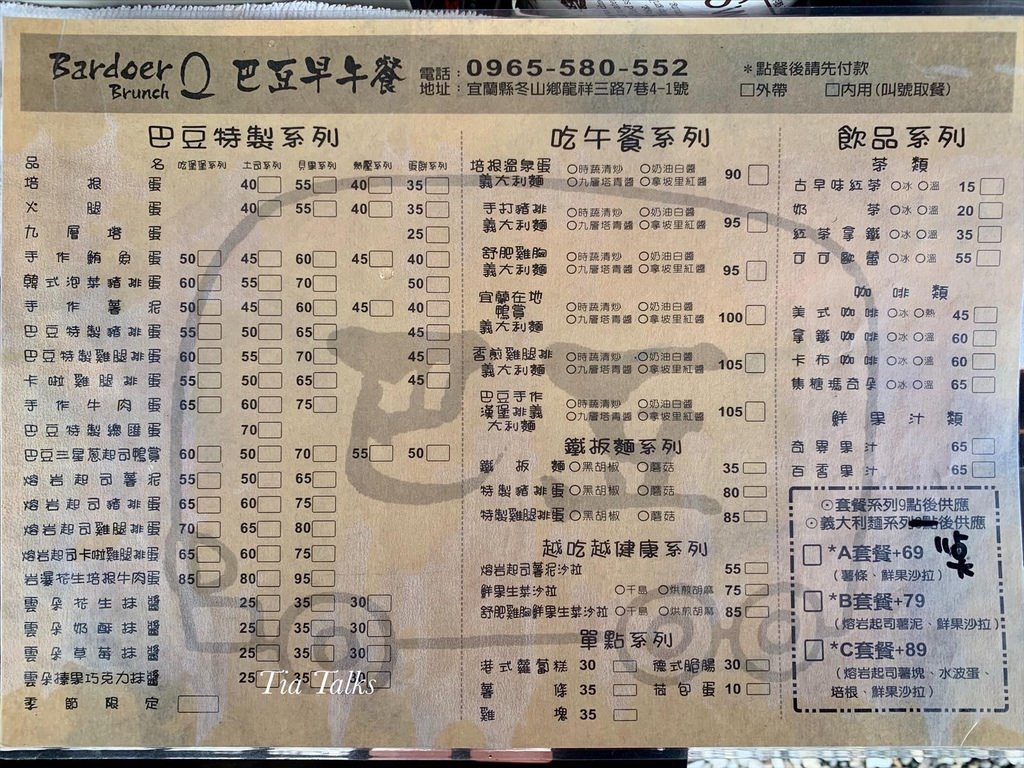 Bardoer Brunch Q 巴豆早午餐
電話：0965-580-552
地址：宜蘭縣冬山鄉龍祥三路7巷4-1號
＊點餐後請先付款
□外帶 □內用(叫號取餐)
巴豆特製系列
品名 吃堡堡系列 土司系列 貝果系列 熱壓系列 蛋餅系列
培根蛋 40 55 40 35
火腿蛋 40 55 40 35
九層塔蛋 25
手作鮪魚蛋 50 45 60 45 40
韓式泡菜豬排蛋 60 55 70 50
手作薯泥 50 45 60 45 40
巴豆特製豬排蛋 55 50 65 45
巴豆特製雞腿排蛋 60 55 70 45
卡啦雞腿排蛋 55 50 65 45
手作牛肉蛋 65 60 75
巴豆特製總匯蛋 70
巴豆三星蔥起司鴨賞 60 50 70 55 50
熔岩起司薯泥 55 50 65
熔岩起司豬排 65 60 75
熔岩起司雞腿排蛋 70 65 80
熔岩起司卡啦雞腿排蛋 65 60 75
岩瀑花生培根牛肉蛋 85 80 95
雲朵花生抹醬 25 35 30
雲朵奶酥抹醬 25 35 30
雲朵草莓抹醬 25 35 30
雲朵榛果巧克力抹醬 25 35 30
季節限定
Tia Talks
吃午餐系列
培根溫泉蛋義大利麵 ○時蔬清炒 ○奶油白醬 90
○九層塔青醬 ○拿坡里紅醬
手打豬排義大利麵 ○時蔬清炒 ○奶油白醬 95
○九層塔青醬 ○拿坡里紅醬
舒肥雞胸義大利麵 ○時蔬清炒 ○奶油白醬 95
○九層塔青醬 ○拿坡里紅醬
宜蘭在地鴨賞義大利麵 ○時蔬清炒 ○奶油白醬 100
○九層塔青醬 ○拿坡里紅醬
香煎雞腿排義大利麵 ○時蔬清炒 ○奶油白醬 105
○九層塔青醬 ○拿坡里紅醬
巴豆手作漢堡排義大利麵 ○時蔬清炒 ○奶油白醬 105
○九層塔青醬 ○拿坡里紅醬
鐵扳麵系列
鐵扳麵 ○黑胡椒 ○蘑菇 35
特製豬排蛋 ○黑胡椒 ○蘑菇 80
特製雞腿排蛋 ○黑胡椒 ○蘑菇 85
越吃越健康系列
熔岩起司薯泥沙拉 55
鮮果生菜沙拉 ○千島 ○烘煎胡麻 75
舒肥雞胸鮮果生菜沙拉 ○千島 ○烘煎胡麻 85
單點系列
港式蘿蔔糕 30 德式脆腸 30
薯條 35 荷包蛋 10
雞塊 35
飲品系列
茶類
古早味紅茶 ○冰 ○溫 15
奶茶 ○冰 ○溫 20
紅茶拿鐵 ○冰 ○溫 35
可可歐蕾 ○冰 ○溫 55
咖啡類
美式咖啡 ○冰 ○熱 45
拿鐵咖啡 ○冰 ○溫 60
卡布咖啡 ○冰 ○溫 60
焦糖瑪奇朵 ○冰 ○溫 65
鮮果汁類
奇異果汁 65
百香果汁 65
⊙套餐系列9點後供應
⊙義大利麵系列後供應
11點
*A套餐+69
（薯條、鮮果沙拉）
*B套餐+79
（熔岩起司薯泥、鮮果沙拉）
*C套餐+89
（熔岩起司薯塊、水波蛋、
培根、鮮果沙拉）
巴豆